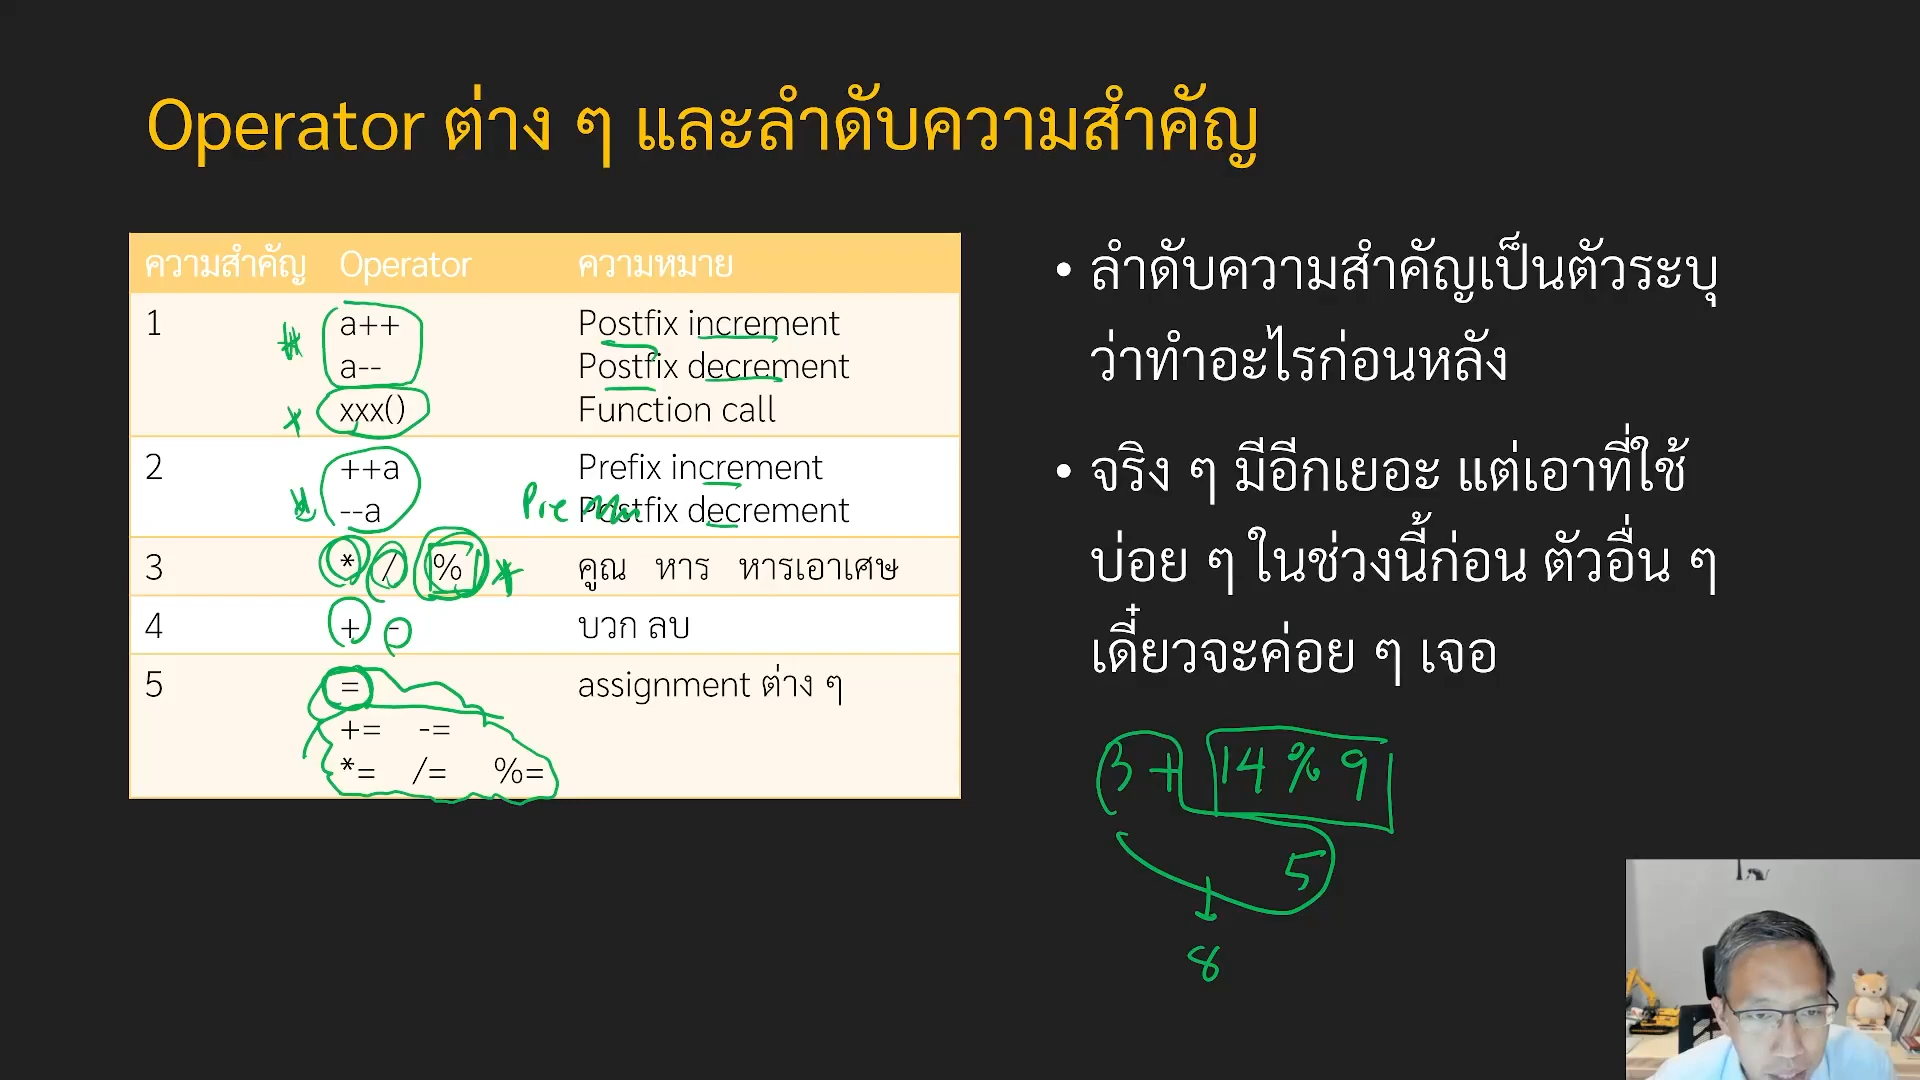 Operator ต่าง ๆ และลำดับความสำคัญ
ความสำคัญ Operator ความหมาย
1 a++ Postfix increment
a-- Postfix decrement
xxx() Function call
2 ++a Prefix increment
--a Pre Postfix decrement
3 * / % คูณ หาร หารเอาเศษ
4 + - บวก ลบ
5 = assignment ต่าง ๆ
+= -=
*= /= %=
• ลำดับความสำคัญเป็นตัวระบุ
ว่าทำอะไรก่อนหลัง
• จริง ๆ มีอีกเยอะ แต่เอาที่ใช้
บ่อย ๆ ในช่วงนี้ก่อน ตัวอื่น ๆ
เดี๋ยวจะค่อย ๆ เจอ
3 + 14 % 9
5
8